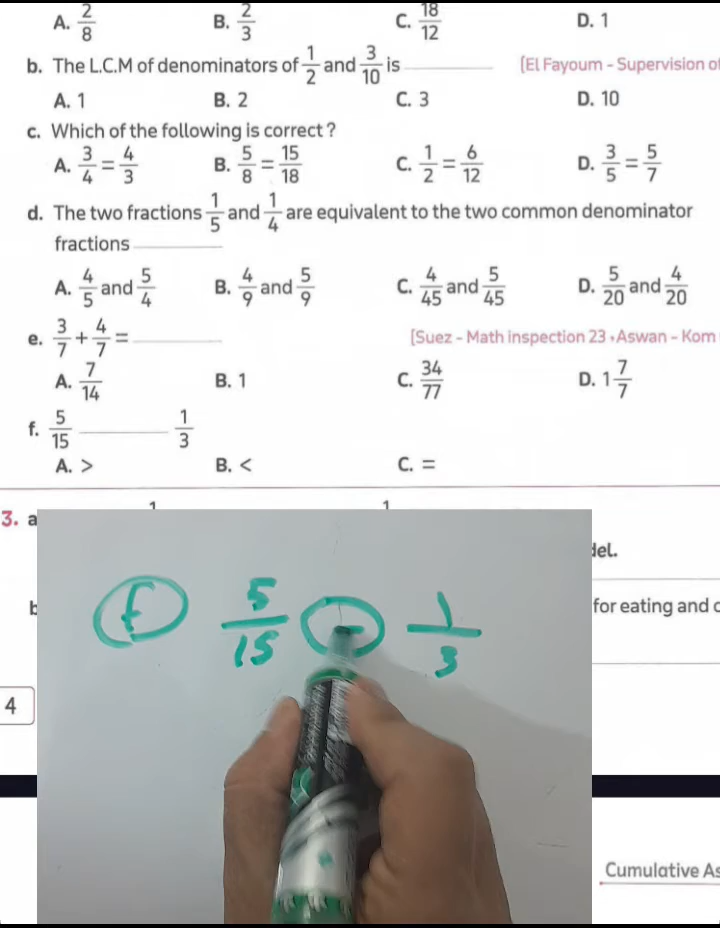 A. 2/8 B. 2/3 C. 18/12 D. 1
b. The L.C.M of denominators of 1/2 and 3/10 is ________ [El Fayoum - Supervision of
A. 1 B. 2 C. 3 D. 10
c. Which of the following is correct ?
A. 3/4 = 4/3 B. 5/8 = 15/18 C. 1/2 = 6/12 D. 3/5 = 5/7
d. The two fractions 1/5 and 1/4 are equivalent to the two common denominator
fractions ________
A. 4/5 and 5/4 B. 4/9 and 5/9 C. 4/45 and 5/45 D. 5/20 and 4/20
e. 3/7 + 4/7 = ________ [Suez - Math inspection 23 , Aswan - Kom
A. 7/14 B. 1 C. 34/77 D. 1 7/7
f. 5/15 ________ 1/3
A. > B. < C. =
3. a 1 1
del.
b for eating and
f 5/15 - 1/3
4
Cumulative As